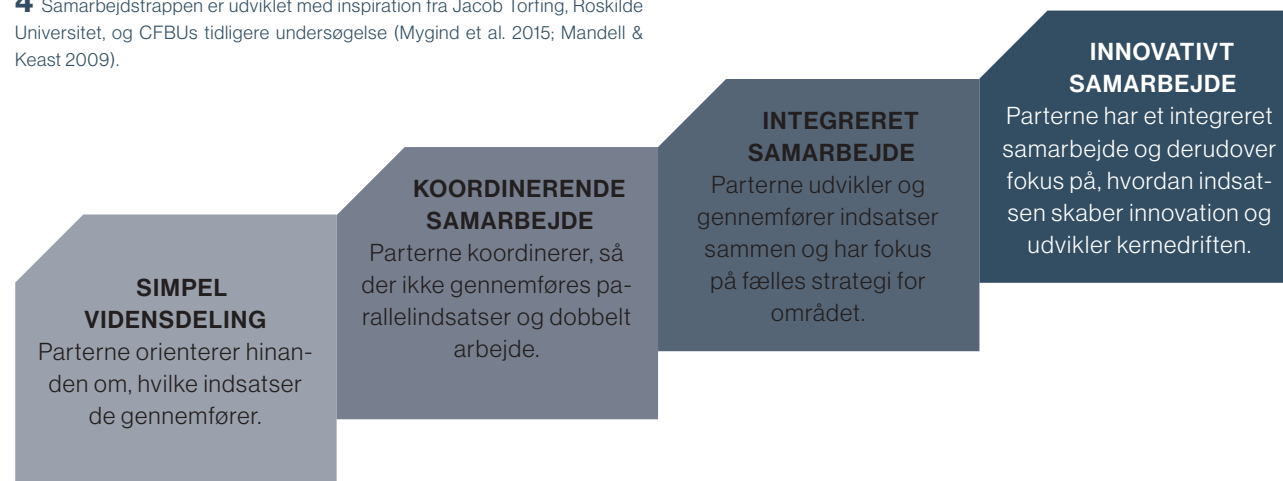 4 Samarbejdstrappen er udviklet med inspiration fra Jacob Torfing, Roskilde
Universitet, og CFBUs tidligere undersøgelse (Mygind et al. 2015; Mandell &
Keast 2009).
SIMPEL
VIDENSDELING
Parterne orienterer hinan-
den om, hvilke indsatser
de gennemfører.
KOORDINERENDE
SAMARBEJDE
Parterne koordinerer, så
der ikke gennemføres pa-
rallelindsatser og dobbelt
arbejde.
INTEGRERET
SAMARBEJDE
Parterne udvikler og
gennemfører indsatser
sammen og har fokus
på fælles strategi for
området.
INNOVATIVT
SAMARBEJDE
Parterne har et integreret
samarbejde og derudover
fokus på, hvordan indsat-
sen skaber innovation og
udvikler kernedriften.